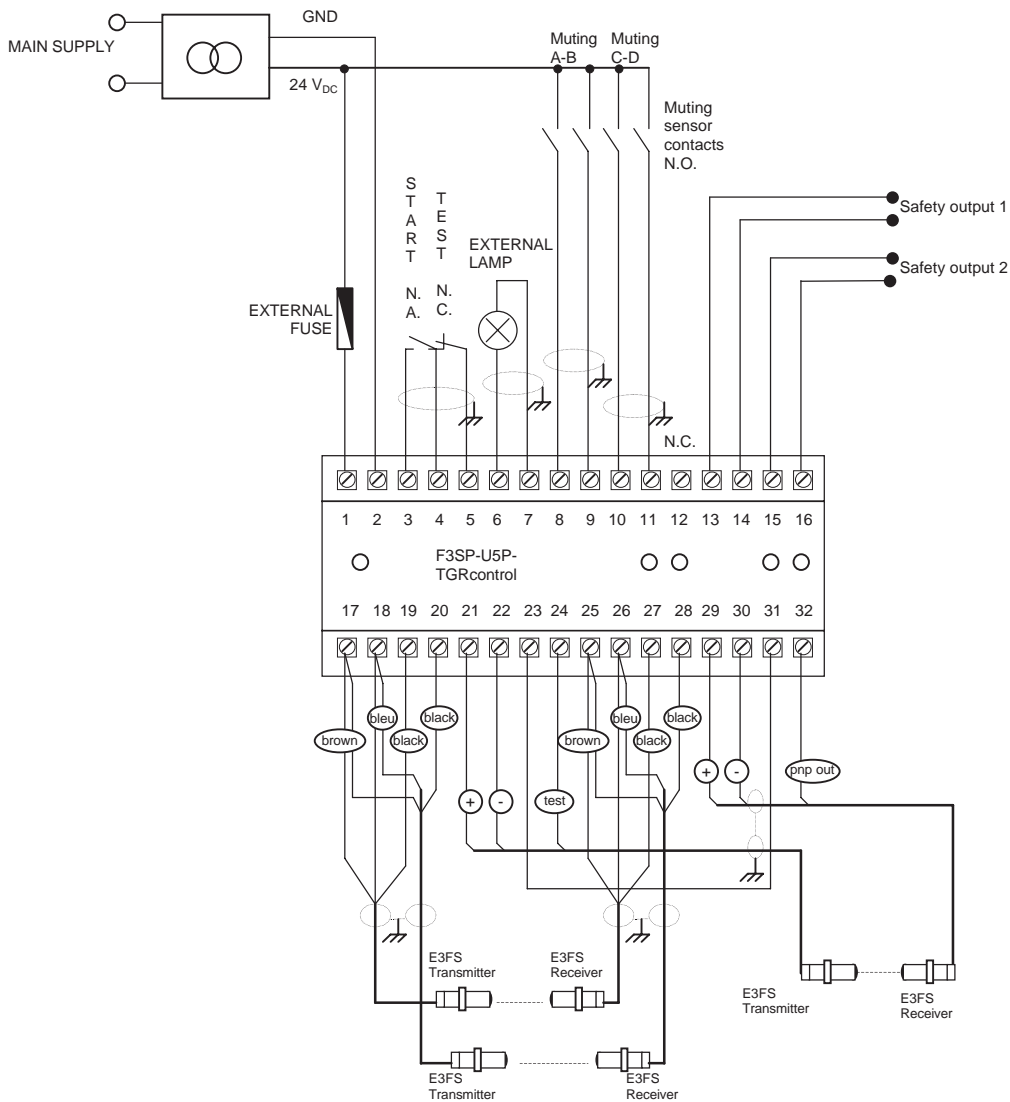 GND
MAIN SUPPLY
24 VDC
Muting
A-B
Muting
C-D
Muting
sensor
contacts
N.O.
START N.A.
TEST N.C.
EXTERNAL
LAMP
EXTERNAL
FUSE
Safety output 1
Safety output 2
N.C.
1 2 3 4 5 6 7 8 9 10 11 12 13 14 15 16
F3SP-U5P-
TGRcontrol
17 18 19 20 21 22 23 24 25 26 27 28 29 30 31 32
bleu
black
bleu
black
brown
black
brown
black
+
-
pnp out
+
-
test
E3FS
Transmitter
E3FS
Receiver
E3FS
Transmitter
E3FS
Receiver
E3FS
Transmitter
E3FS
Receiver